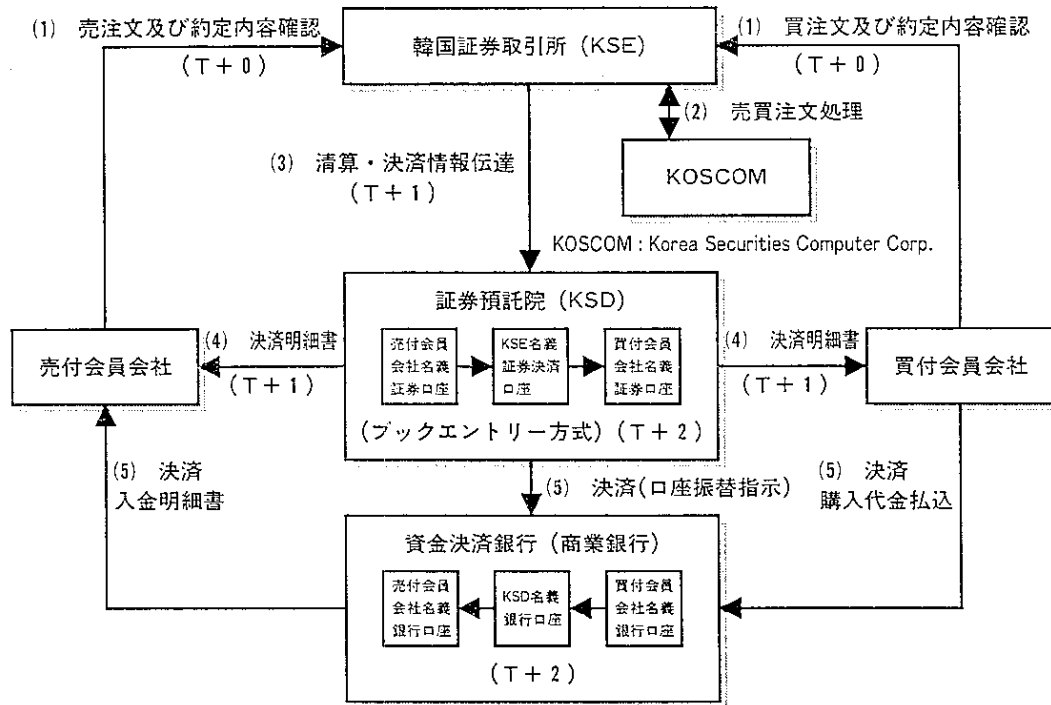 (1) 売注文及び約定内容確認
(T+0)
韓国証券取引所 (KSE)
(1) 買注文及び約定内容確認
(T+0)
(2) 売買注文処理
(3) 清算・決済情報伝達
(T+1)
KOSCOM
KOSCOM : Korea Securities Computer Corp.
証券預託院 (KSD)
売付会員
会社名義
証券口座
KSE名義
証券決済
口座
買付会員
会社名義
証券口座
(ブックエントリー方式) (T+2)
売付会員会社
(4) 決済明細書
(T+1)
(4) 決済明細書
(T+1)
買付会員会社
(5) 決済
入金明細書
(5) 決済(口座振替指示)
(5) 決済
購入代金払込
資金決済銀行 (商業銀行)
売付会員
会社名義
銀行口座
KSD名義
銀行口座
買付会員
会社名義
銀行口座
(T+2)